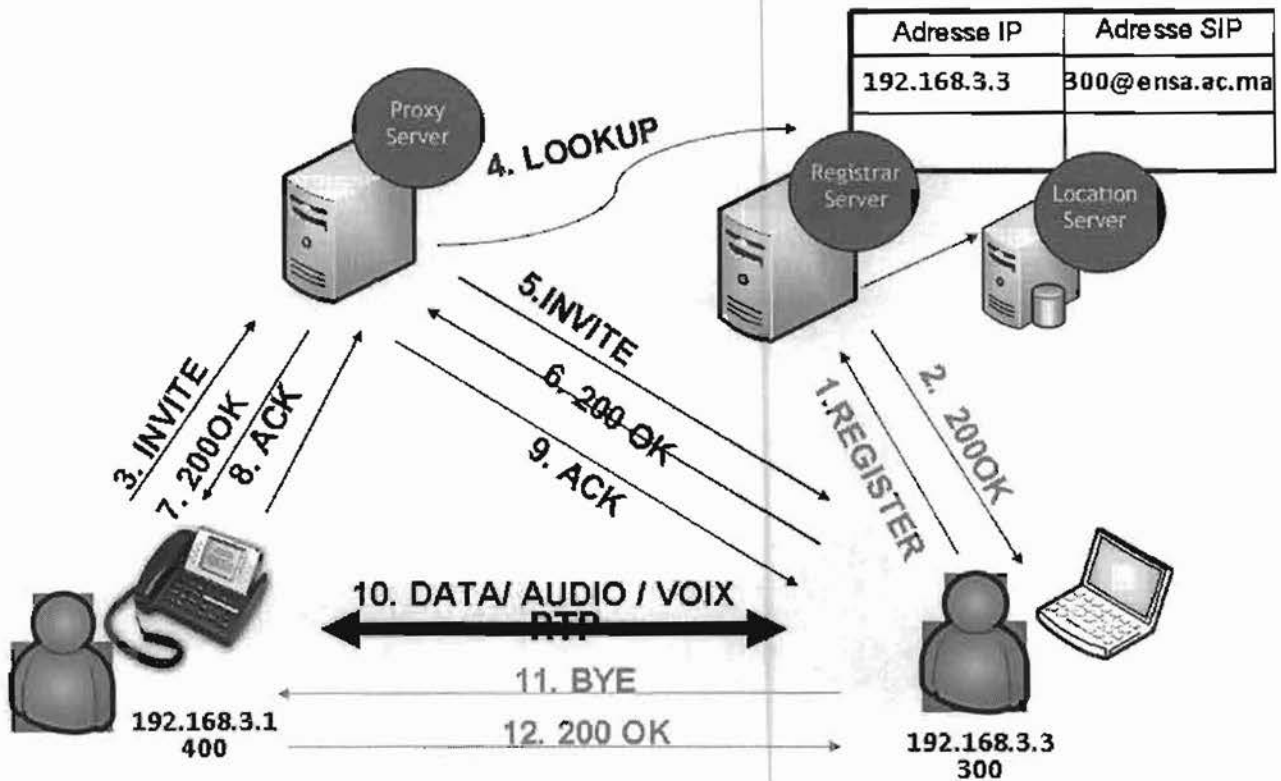 Adresse IP
Adresse SIP
192.168.3.3
300@ensa.ac.ma
Proxy
Server
4. LOOKUP
Registrar
Server
Location
Server
5.INVITE
6. 200 OK
9. ACK
3. INVITE
7. 200OK
8. ACK
1.REGISTER
2.. 200OK
10. DATA/ AUDIO / VOIX
RTP
11. BYE
12. 200 OK
192.168.3.1
400
192.168.3.3
300